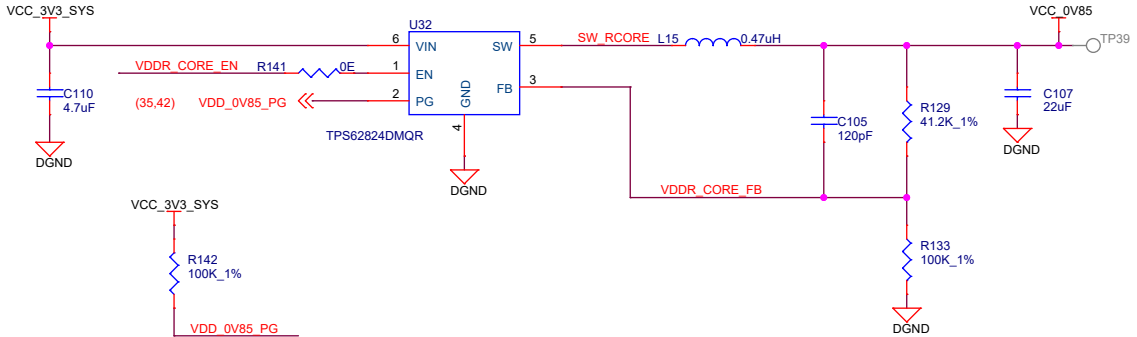 VCC_3V3_SYS
VCC_0V85
U32
6
VIN
SW
5
SW_RCORE
L15
0.47uH
TP39
VDDR_CORE_EN
R141
0E
1
EN
FB
3
C110
4.7uF
(35,42)
VDD_0V85_PG
2
PG
GND
4
C107
22uF
R129
41.2K_1%
C105
120pF
TPS62824DMQR
DGND
DGND
DGND
VDDR_CORE_FB
VCC_3V3_SYS
R142
100K_1%
R133
100K_1%
VDD_0V85_PG
DGND